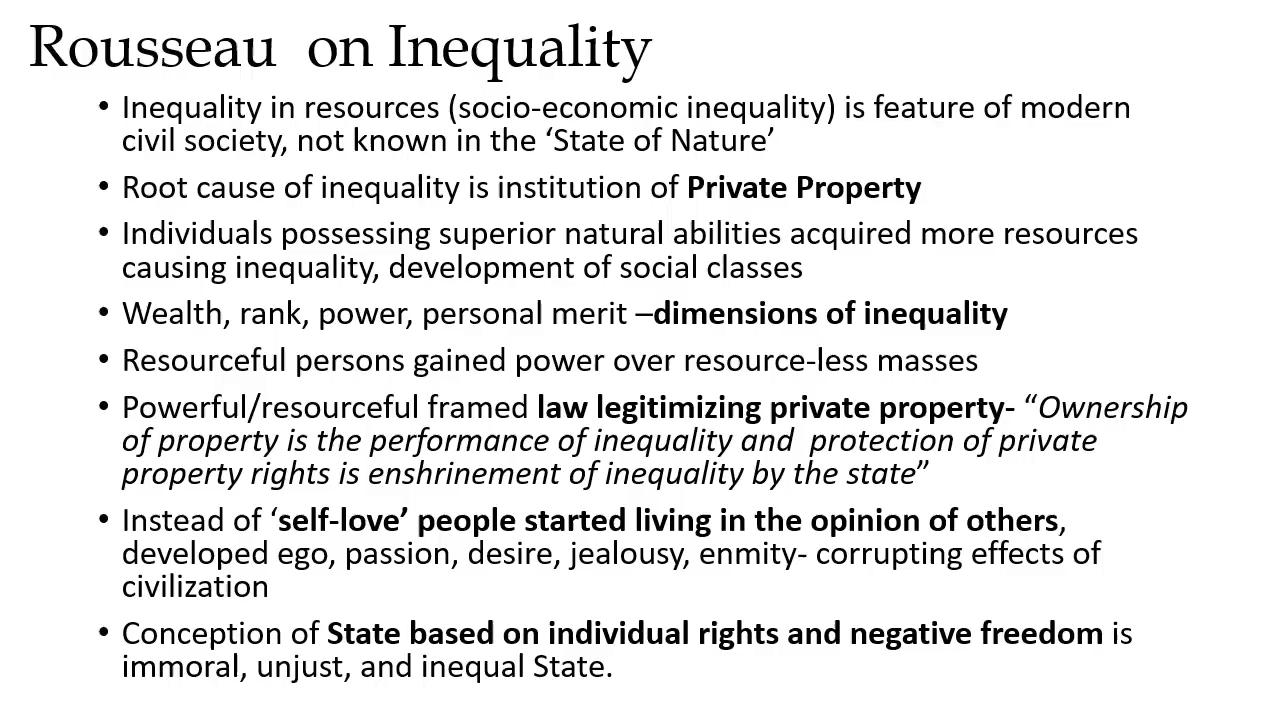 Rousseau  on Inequality
• Inequality in resources (socio-economic inequality) is feature of modern
civil society, not known in the ‘State of Nature’
• Root cause of inequality is institution of Private Property
• Individuals possessing superior natural abilities acquired more resources
causing inequality, development of social classes
• Wealth, rank, power, personal merit –dimensions of inequality
• Resourceful persons gained power over resource-less masses
• Powerful/resourceful framed law legitimizing private property- “Ownership
of property is the performance of inequality and  protection of private
property rights is enshrinement of inequality by the state”
• Instead of ‘self-love’ people started living in the opinion of others,
developed ego, passion, desire, jealousy, enmity- corrupting effects of
civilization
• Conception of State based on individual rights and negative freedom is
immoral, unjust, and inequal State.